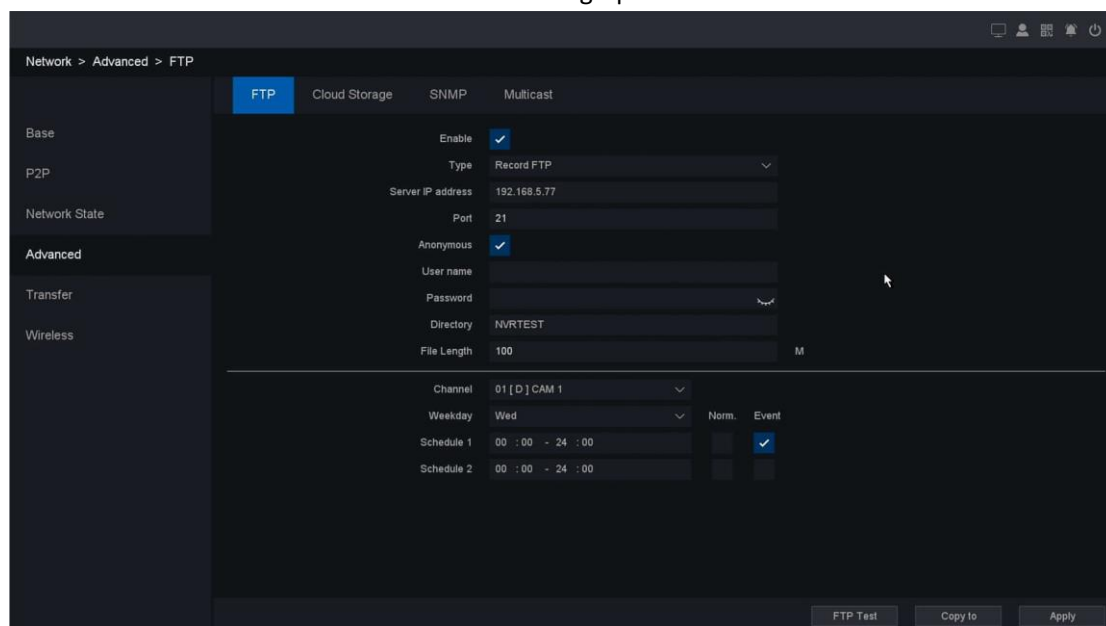 Network > Advanced > FTP
FTP Cloud Storage SNMP Multicast
Base
P2P
Network State
Advanced
Transfer
Wireless
Enable
Type Record FTP
Server IP address 192.168.5.77
Port 21
Anonymous
User name
Password
Directory NVRTEST
File Length 100 M
Channel 01 [ D ] CAM 1
Weekday Wed Norm. Event
Schedule 1 00 : 00 - 24 : 00
Schedule 2 00 : 00 - 24 : 00
FTP Test Copy to Apply